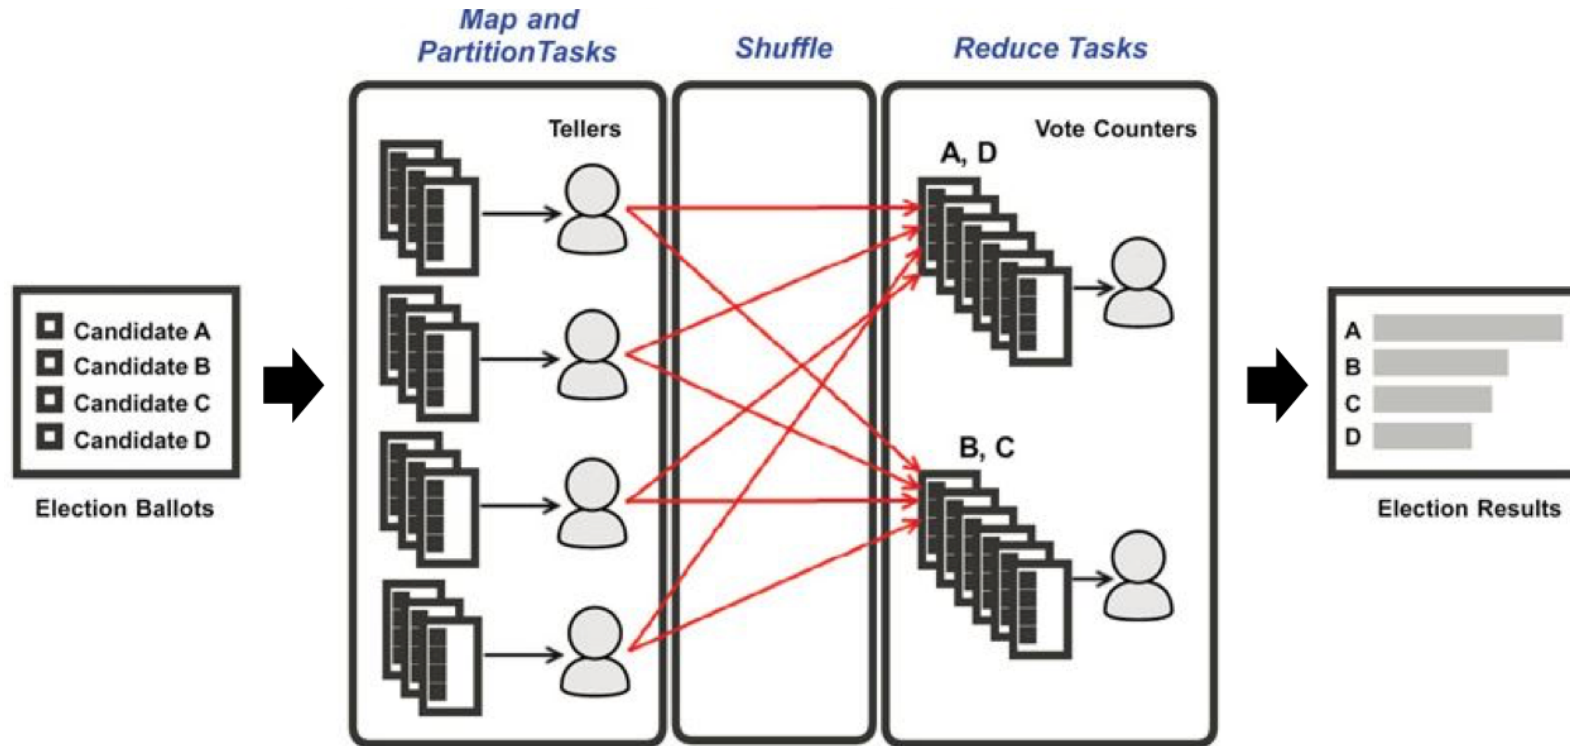 Map and
PartitionTasks
Shuffle
Reduce Tasks
Tellers
Vote Counters
A, D
Candidate A
Candidate B
Candidate C
Candidate D
Election Ballots
B, C
A
B
C
D
Election Results